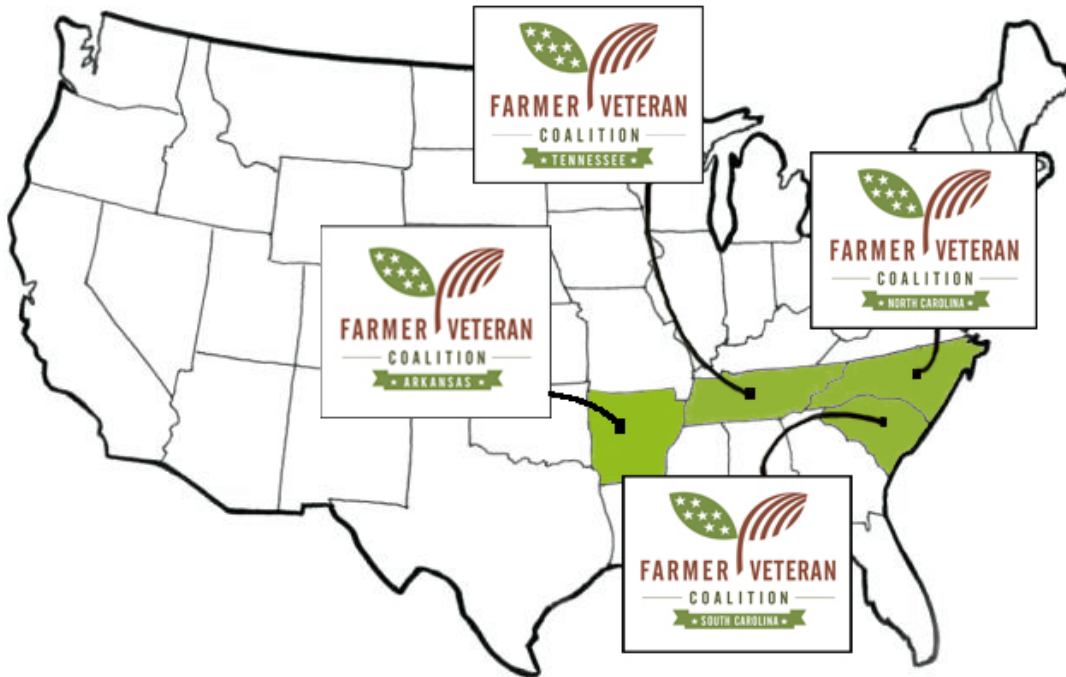 FARMER VETERAN
COALITION
TENNESSEE
FARMER VETERAN
COALITION
NORTH CAROLINA
FARMER VETERAN
COALITION
ARKANSAS
FARMER VETERAN
COALITION
SOUTH CAROLINA